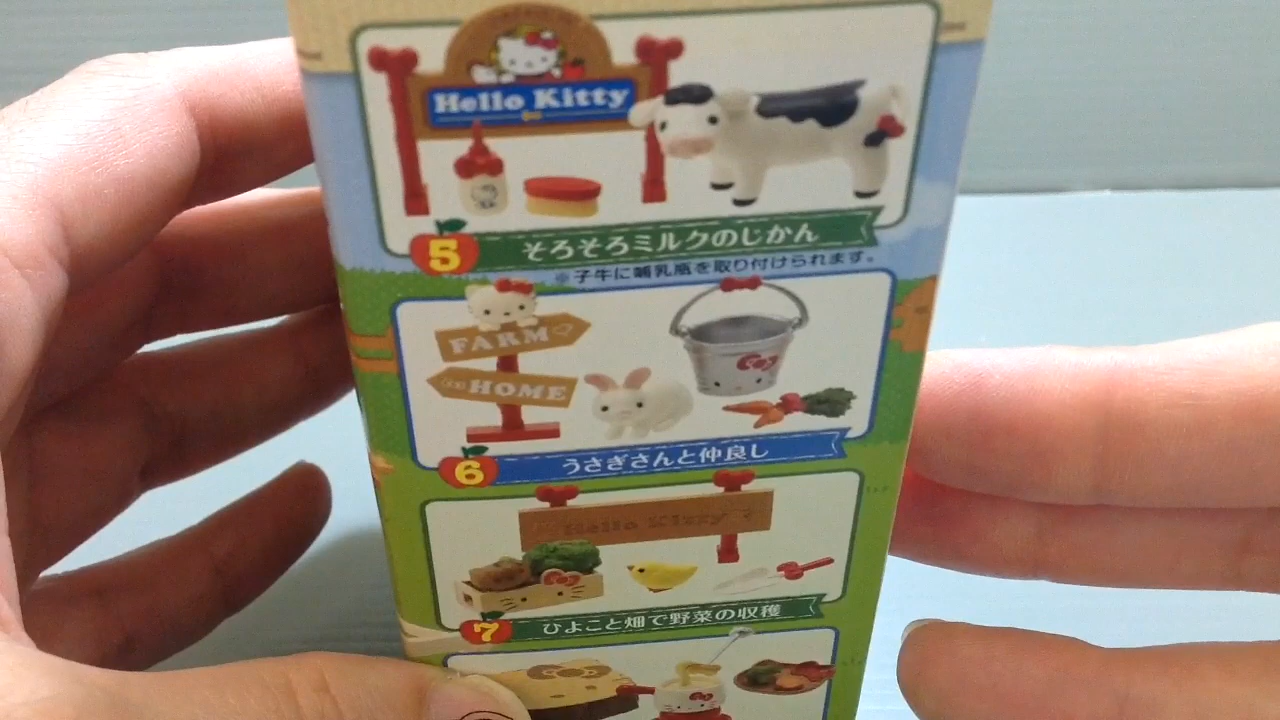 Hello Kitty
5 そろそろミルクのじかん
※子牛に哺乳瓶を取り付けられます。
FARM
HOME
6 うさぎさんと仲良し
Hello Kitty
7 ひよこと畑で野菜の収穫